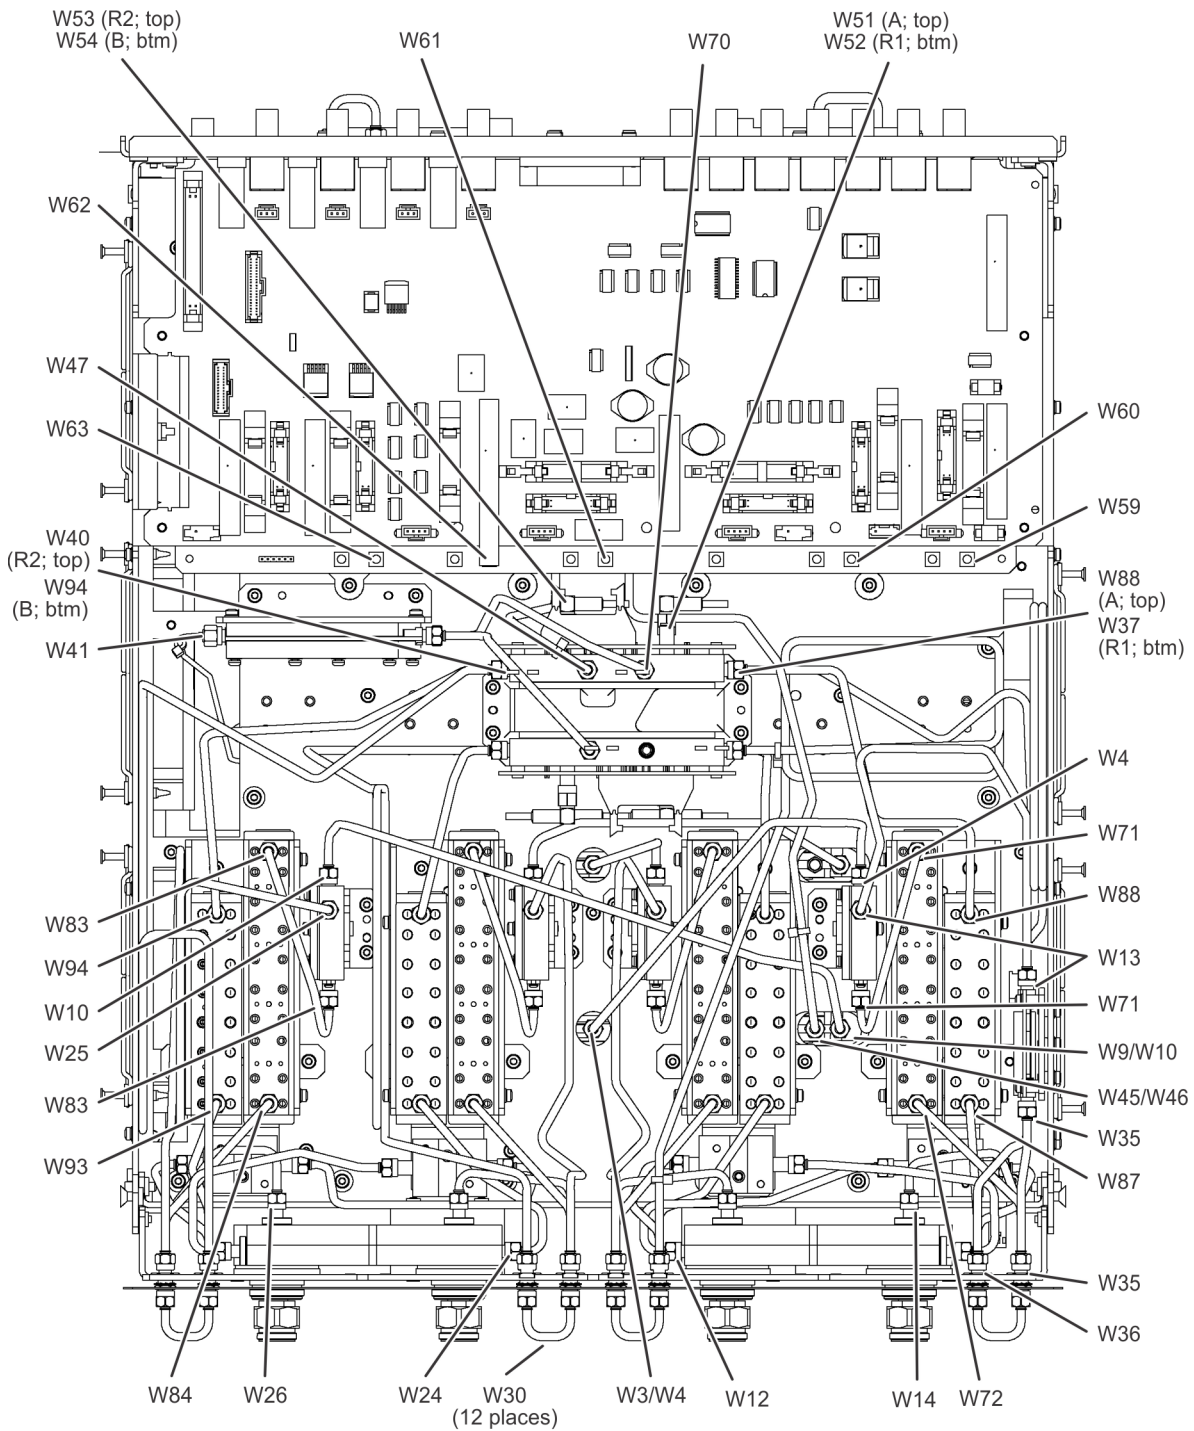 W53 (R2; top)
W54 (B; btm)
W61
W70
W51 (A; top)
W52 (R1; btm)
W62
W47
W63
W40
(R2; top)
W94
(B; btm)
W41
W60
W59
W88
(A; top)
W37
(R1; btm)
W4
W71
W88
W13
W71
W9/W10
W45/W46
W35
W87
W35
W36
W83
W94
W10
W25
W83
W93
W84
W26
W24
W30
(12 places)
W3/W4
W12
W14
W72